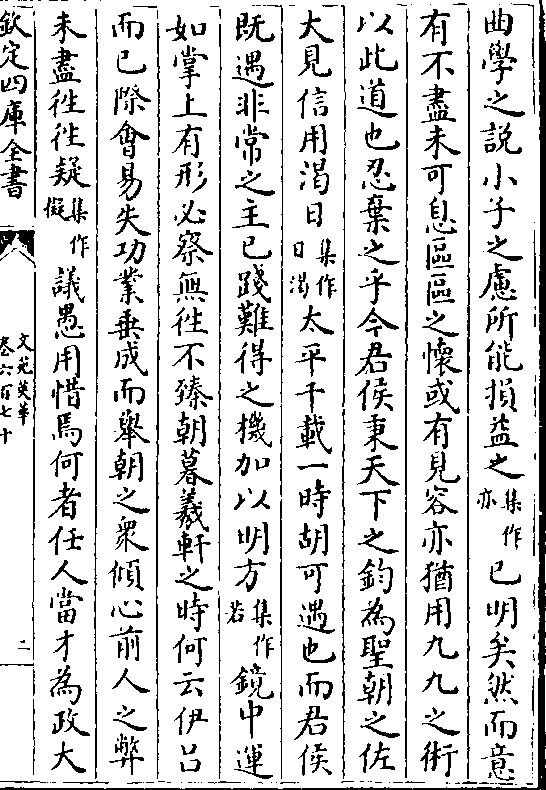 曲學之說小子之慮所能損益之集作亦已明矣然而意
有不盡未可息區區之懷或有見容亦猶用九九之術
以此道也忍棄之乎今君侯秉天下之鈞為聖朝之佐
大見信用渴日集作日渴太平千載一時胡可遇也而君侯
既遇非常之主已踐難得之機加以明方集作若鏡中運
如掌上有形必察無徃不臻朝暮羲軒之時何云伊吕
而已際會易失功業垂成而舉朝之衆傾心前人之弊
未盡徃徃疑集作擬議愚用惜焉何者任人當才為政大
欽定四庫全書
文苑英華
卷六百七十
二